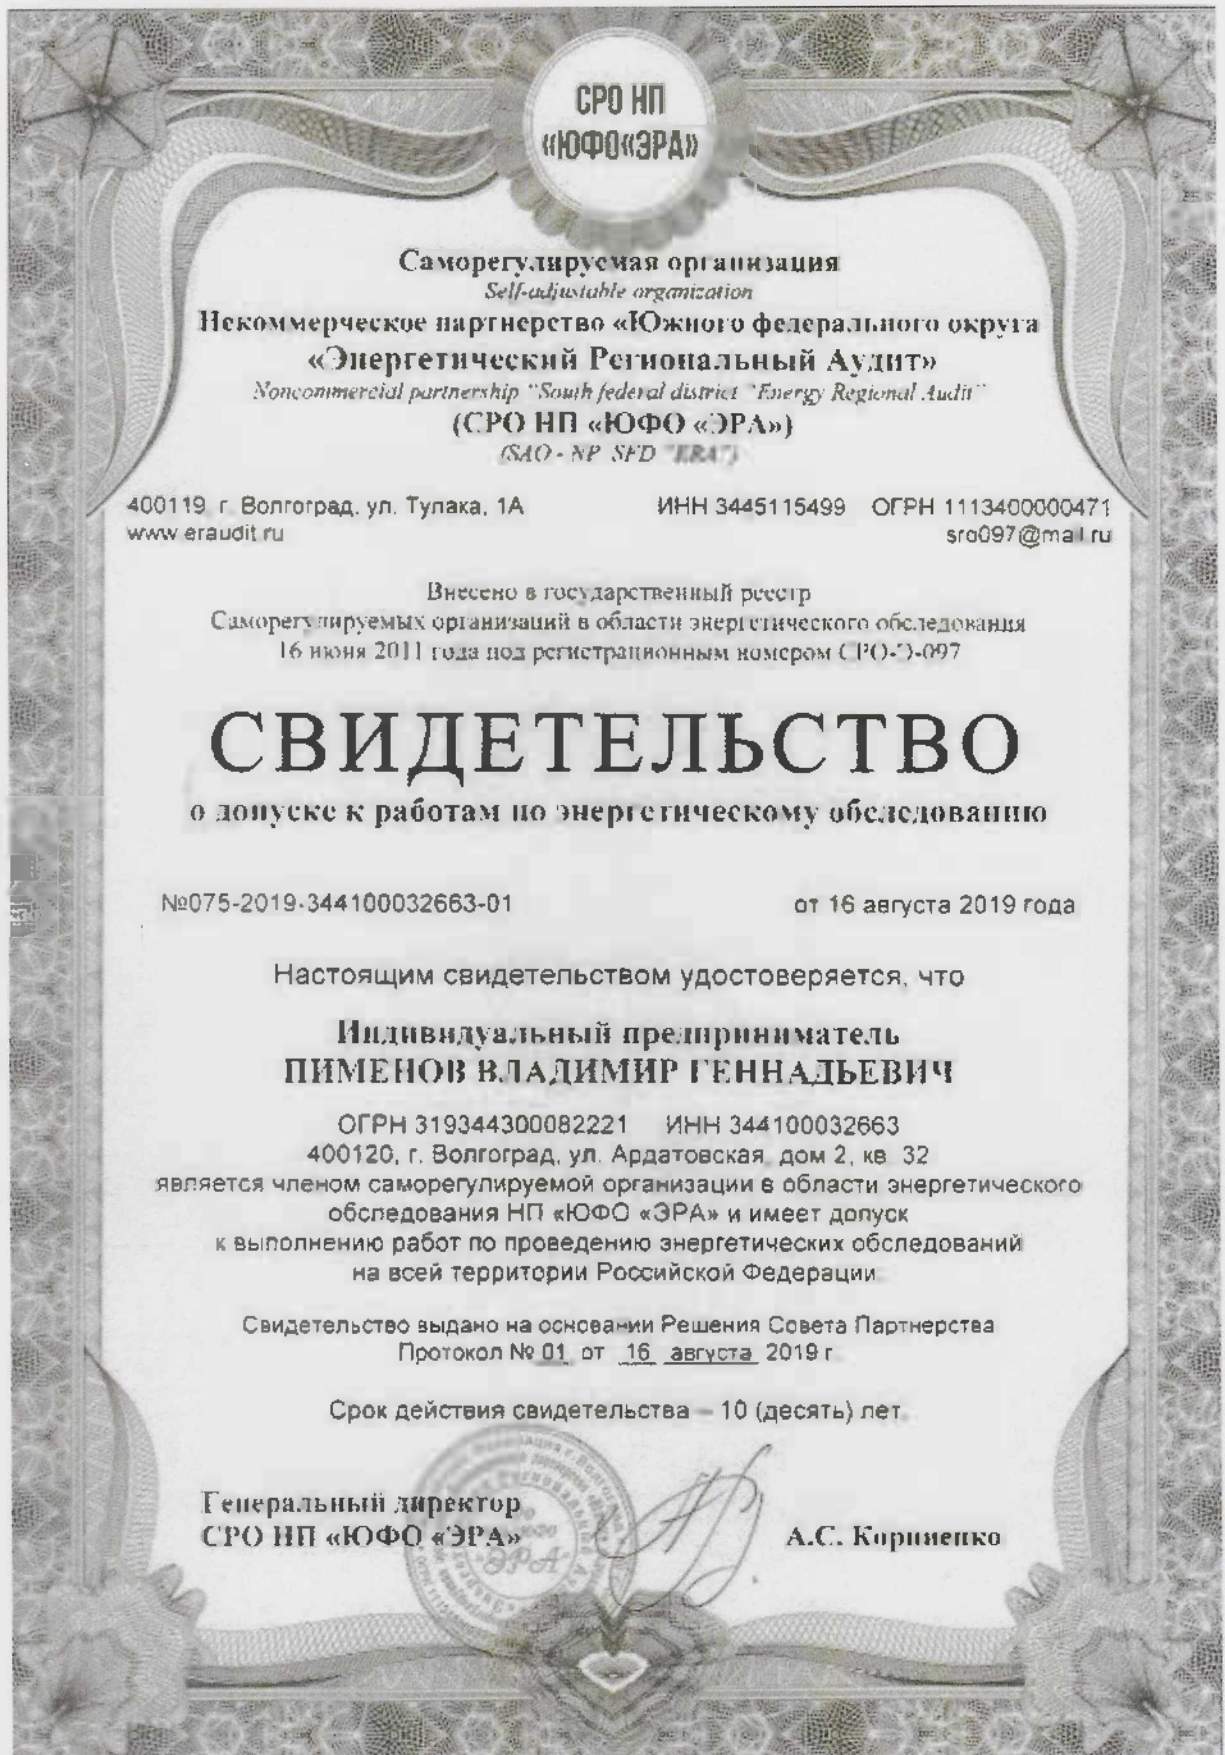 СРО НП
«ЮФО«ЭРА»
Саморегулируемая организация
Self-adjustable organization
Некоммерческое партнерство «Южного федерального округа
«Энергетический Региональный Аудит»
Noncommercial partnership "South federal district "Energy Regional Audit"
(СРО НП «ЮФО «ЭРА»)
(SAO - NP SFD "ERA")
400119 г. Волгоград, ул. Тулака, 1А ИНН 3445115499 ОГРН 1113400000471
www.eraudit.ru sro097@mail.ru
Внесено в государственный реестр
Саморегулируемых организаций в области энергетического обследования
16 июня 2011 года под регистрационным номером СРО-Э-097
СВИДЕТЕЛЬСТВО
о допуске к работам по энергетическому обследованию
№075-2019-344100032663-01 от 16 августа 2019 года
Настоящим свидетельством удостоверяется, что
Индивидуальный предприниматель
ПИМЕНОВ ВЛАДИМИР ГЕННАДЬЕВИЧ
ОГРН 319344300082221 ИНН 344100032663
400120, г. Волгоград, ул. Ардатовская, дом 2, кв. 32
является членом саморегулируемой организации в области энергетического
обследования НП «ЮФО «ЭРА» и имеет допуск
к выполнению работ по проведению энергетических обследований
на всей территории Российской Федерации
Свидетельство выдано на основании Решения Совета Партнерства
Протокол № 01 от 16 августа 2019 г.
Срок действия свидетельства – 10 (десять) лет.
Генеральный директор
СРО НП «ЮФО «ЭРА» А.С. Корниенко
ЭРА